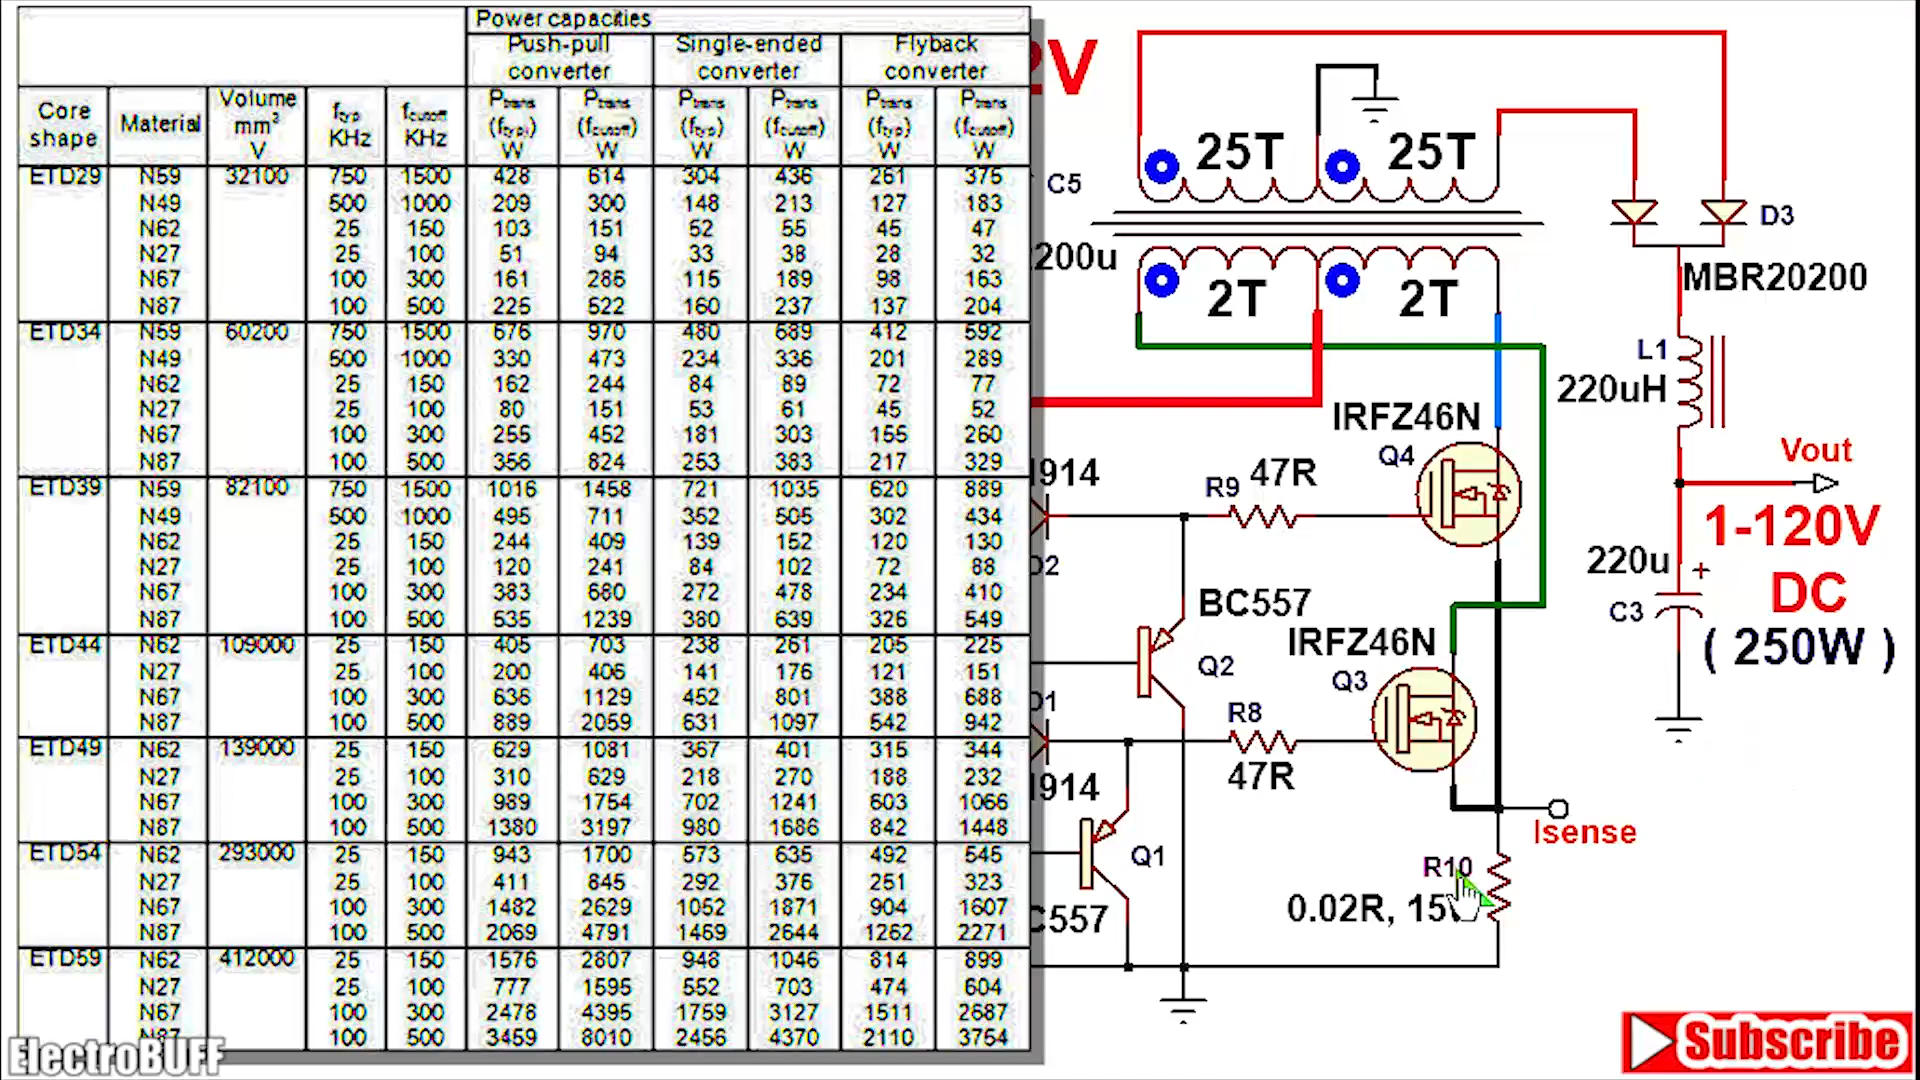 Power capacities
Push-pull converter Single-ended converter Flyback converter
Core shape Material Volume mm³ V ftyp KHz fcutoff KHz Ptrans (ftyp) W Ptrans (fcutoff) W Ptrans (ftyp) W Ptrans (fcutoff) W Ptrans (ftyp) W Ptrans (fcutoff) W
ETD29 N59 32100 750 1500 428 614 304 436 261 375
N49 500 1000 209 300 148 213 127 183
N62 25 150 103 151 52 55 45 47
N27 25 100 51 94 33 38 28 32
N67 100 300 161 286 115 189 98 163
N87 100 500 225 522 160 237 137 204
ETD34 N59 60200 750 1500 676 970 480 689 412 592
N49 500 1000 330 473 234 336 201 289
N62 25 150 162 244 84 89 72 77
N27 25 100 80 151 53 61 45 52
N67 100 300 255 452 181 303 155 260
N87 100 500 356 824 253 383 217 329
ETD39 N59 82100 750 1500 1016 1458 721 1035 620 889
N49 500 1000 495 711 352 505 302 434
N62 25 150 244 409 139 152 120 130
N27 25 100 120 241 84 102 72 88
N67 100 300 383 680 272 478 234 410
N87 100 500 535 1239 380 639 326 549
ETD44 N62 109000 25 150 405 703 238 261 205 225
N27 25 100 200 406 141 176 121 151
N67 100 300 636 1129 452 801 388 688
N87 100 500 889 2059 631 1097 542 942
ETD49 N62 139000 25 150 629 1081 367 401 315 344
N27 25 100 310 629 218 270 188 232
N67 100 300 989 1754 702 1241 603 1066
N87 100 500 1380 3197 980 1686 842 1448
ETD54 N62 293000 25 150 943 1700 573 635 492 545
N27 25 100 411 845 292 376 251 323
N67 100 300 1482 2629 1052 1871 904 1607
N87 100 500 2069 4791 1469 2644 1262 2271
ETD59 N62 412000 25 150 1576 2807 948 1046 814 899
N27 25 100 777 1595 552 703 474 604
N67 100 300 2478 4395 1759 3127 1511 2687
N87 100 500 3459 8010 2456 4370 2110 3754
ElectroBUFF
V
25T 25T
C5
D3
200u
MBR20200
2T 2T
L1
220uH
IRFZ46N
Q4
Vout
914
R9 47R
1-120V
DC
( 250W )
220u
+
C3
BC557
Q2
IRFZ46N
Q3
R8
47R
914
Isense
Q1
R10
0.02R,
C557
Subscribe